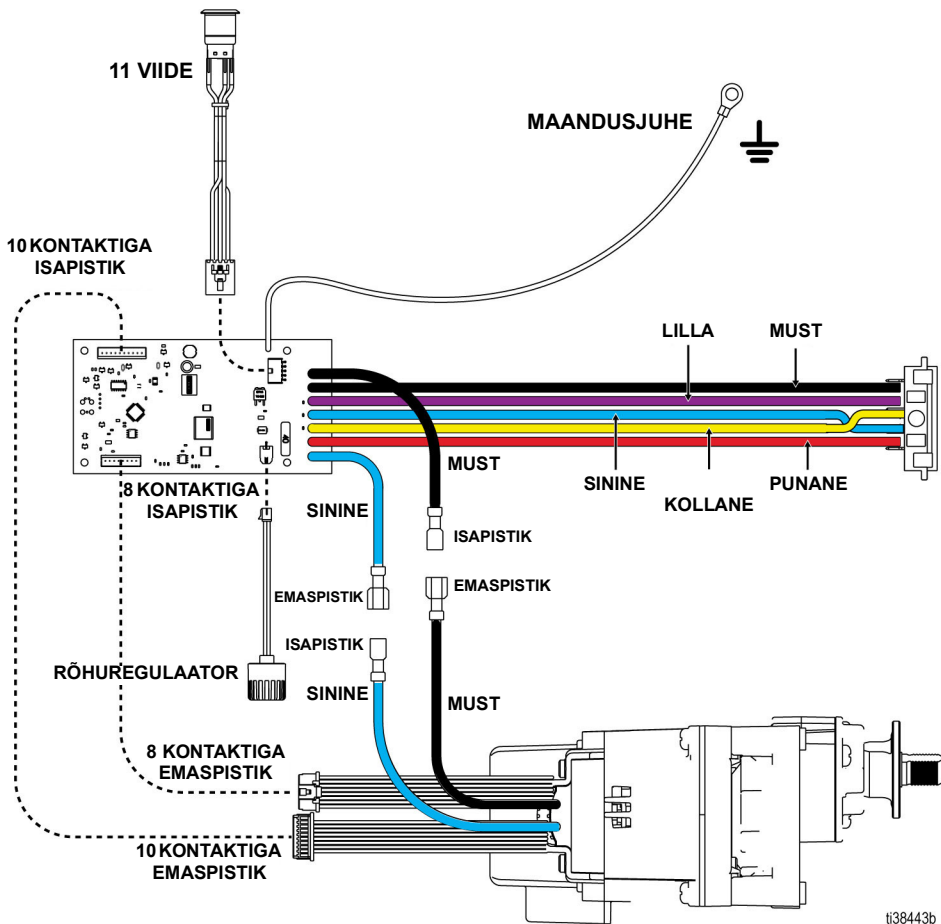 11 VIIDE
MAANDUSJUHE
10 KONTAKTIGA
ISAPISTIK
LILLA
MUST
MUST
SININE
KOLLANE
PUNANE
8 KONTAKTIGA
ISAPISTIK
SININE
ISAPISTIK
EMASPISTIK
EMASPISTIK
ISAPISTIK
RÕHUREGULAATOR
SININE
MUST
8 KONTAKTIGA
EMASPISTIK
10 KONTAKTIGA
EMASPISTIK
ti38443b